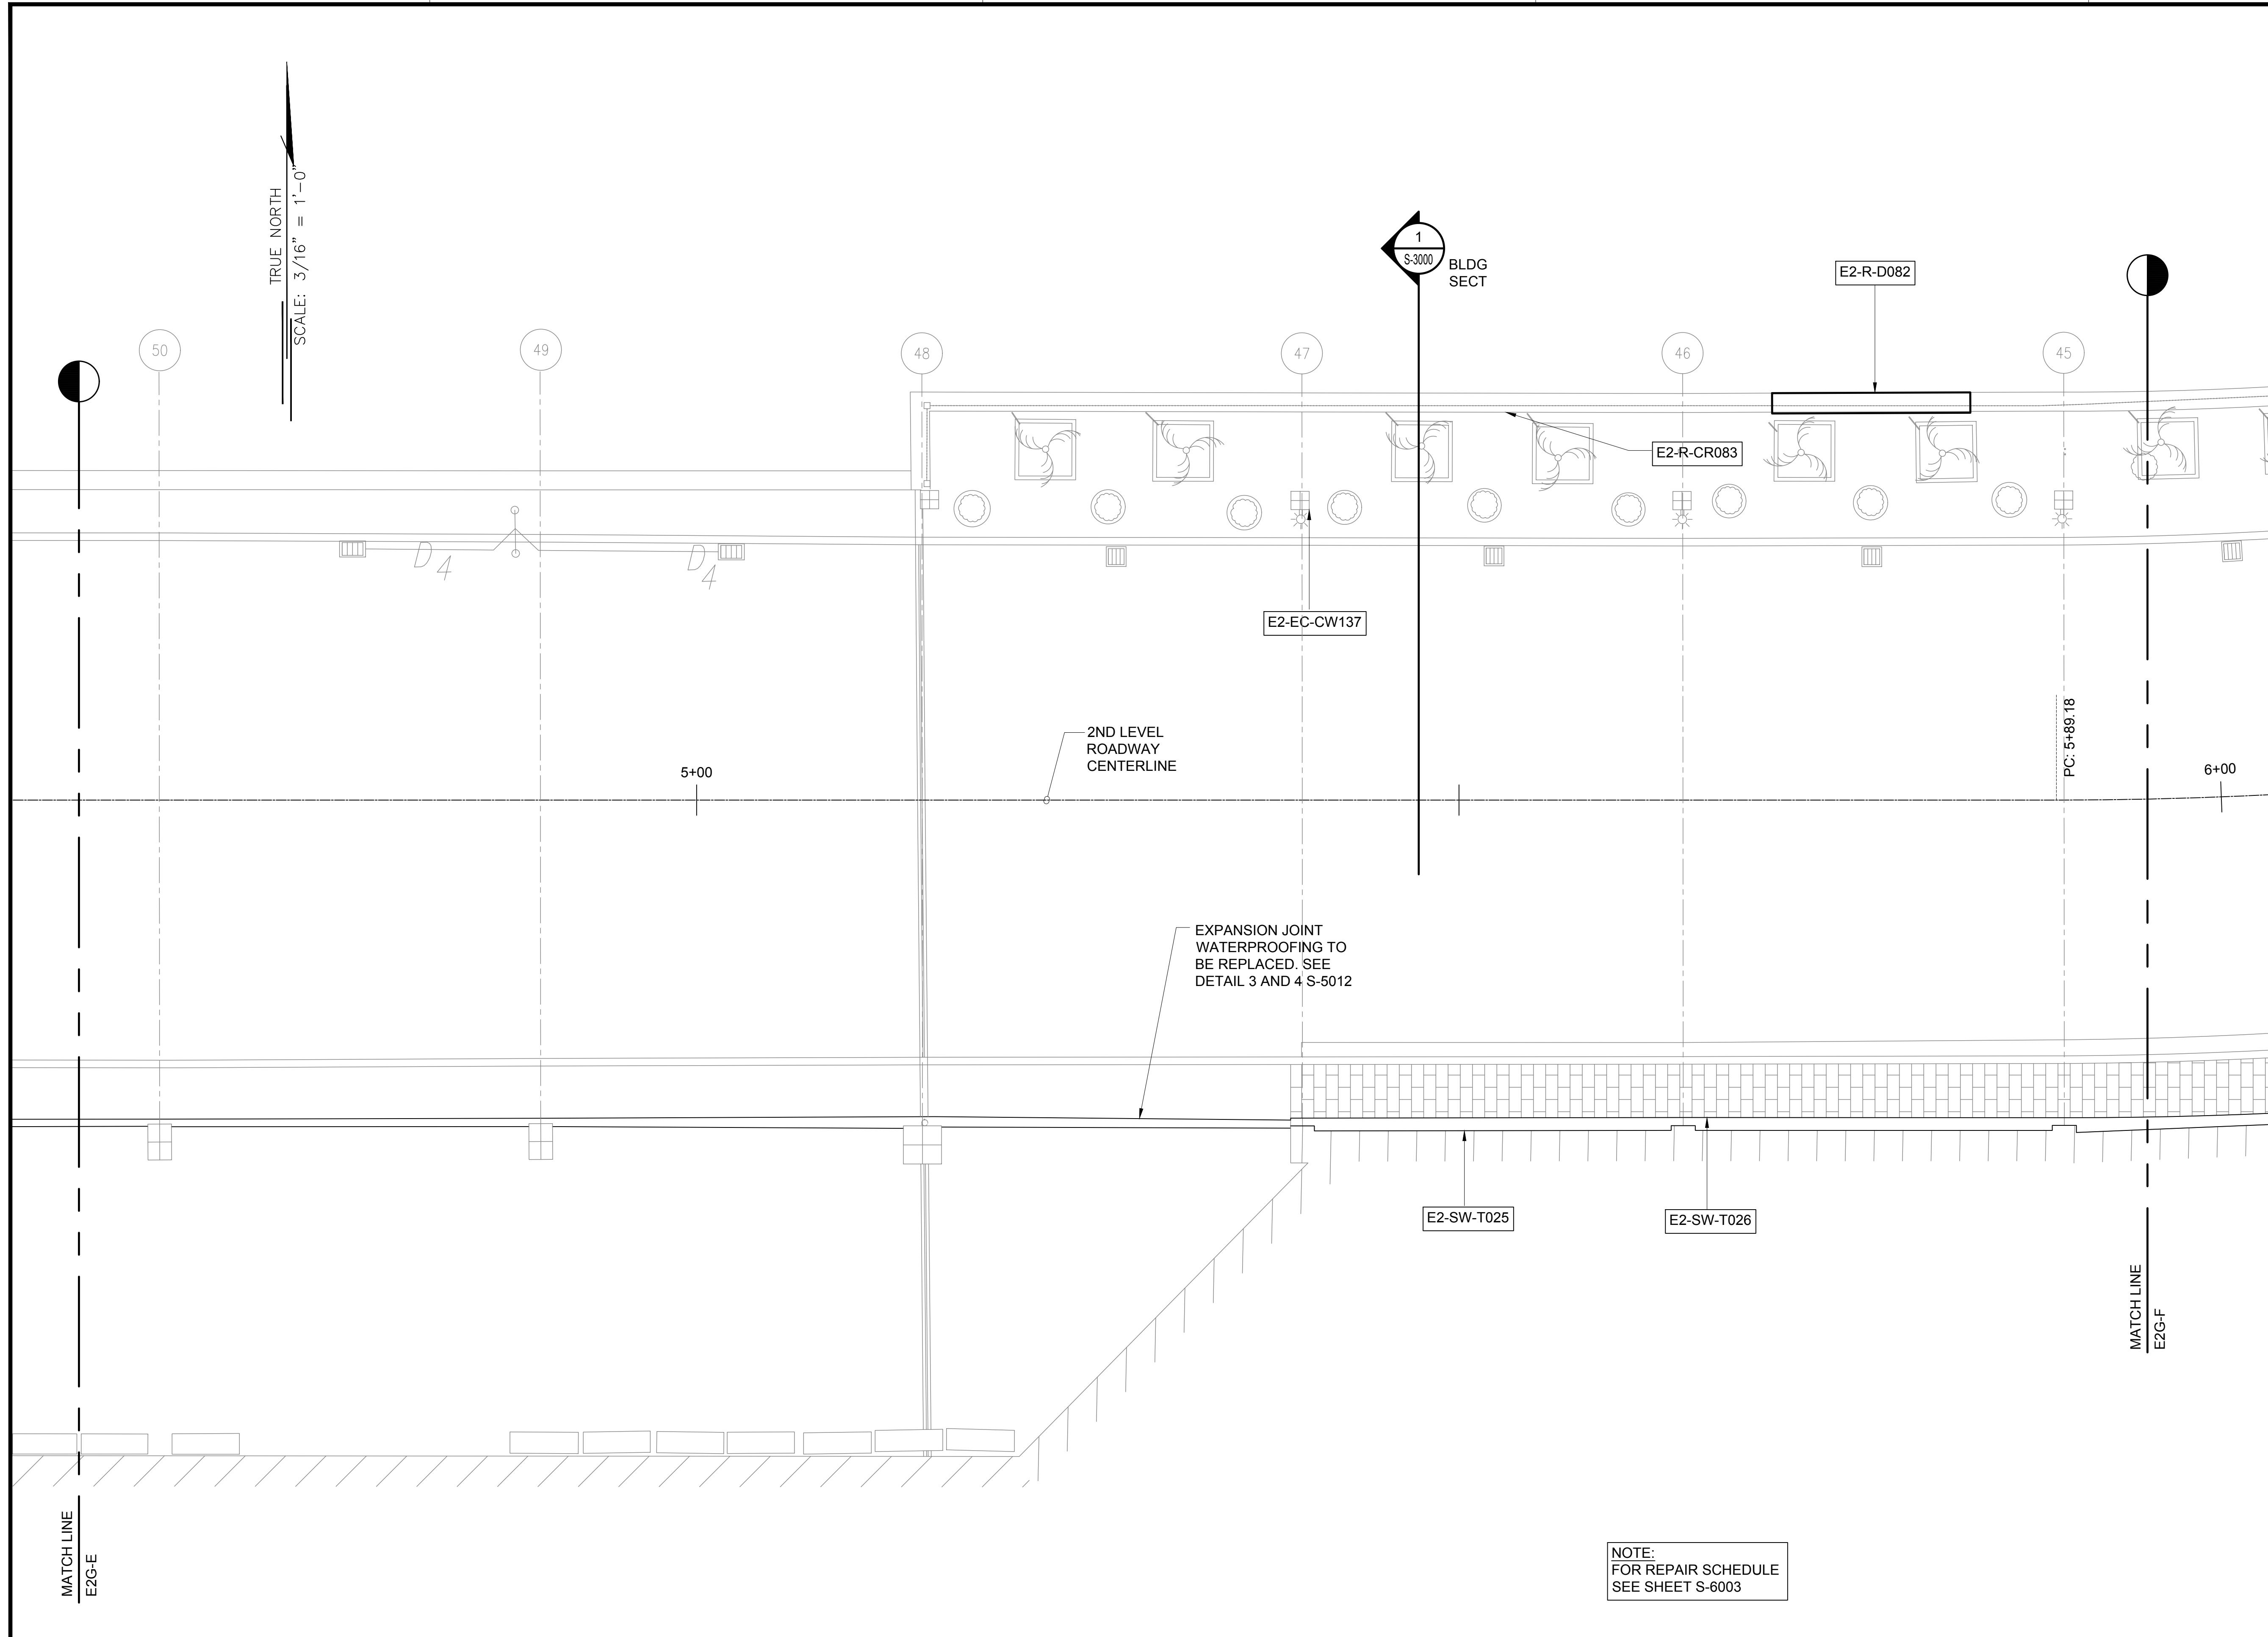 TRUE NORTH
SCALE: 3/16" = 1'-0"
1
S-3000
BLDG
SECT
E2-R-D082
50
49
48
47
46
45
E2-R-CR083
D 4
D 4
E2-EC-CW137
2ND LEVEL
ROADWAY
CENTERLINE
PC: 5+89.18
5+00
6+00
EXPANSION JOINT
WATERPROOFING TO
BE REPLACED. SEE
DETAIL 3 AND 4 S-5012
E2-SW-T025
E2-SW-T026
MATCH LINE
E2G-F
MATCH LINE
E2G-E
NOTE:
FOR REPAIR SCHEDULE
SEE SHEET S-6003